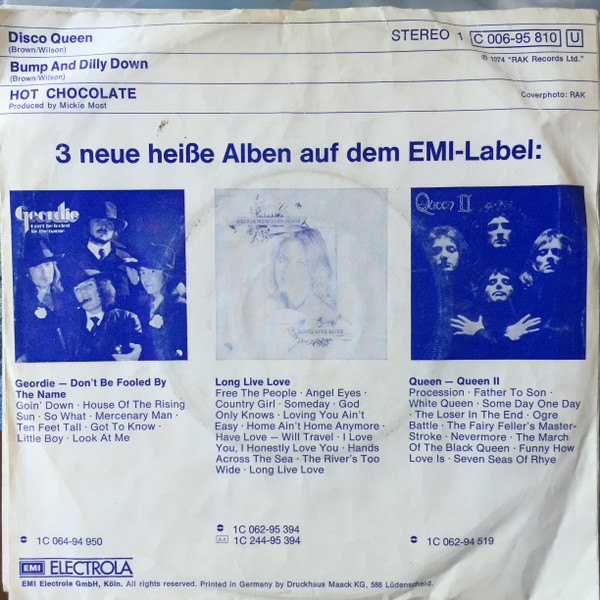 Disco Queen
(Brown/Wilson)
STEREO 1 C 006-95 810 U
Bump And Dilly Down
(Brown/Wilson)
℗ 1974 "RAK Records Ltd."
HOT CHOCOLATE
Produced by Mickie Most
Coverphoto: RAK
3 neue heiße Alben auf dem EMI-Label:
Geordie
Don't be fooled
by the name
LONG LIVE LOVE
Queen II
Geordie — Don't Be Fooled By
The Name
Goin' Down · House Of The Rising
Sun · So What · Mercenary Man ·
Ten Feet Tall · Got To Know ·
Little Boy · Look At Me
1C 064-94 950
Long Live Love
Free The People · Angel Eyes ·
Country Girl · Someday · God
Only Knows · Loving You Ain't
Easy · Home Ain't Home Anymore ·
Have Love — Will Travel · I Love
You, I Honestly Love You · Hands
Across The Sea · The River's Too
Wide · Long Live Love
1C 062-95 394
1C 244-95 394
Queen — Queen II
Procession · Father To Son ·
White Queen · Some Day One Day
· The Loser In The End · Ogre
Battle · The Fairy Feller's Master-
Stroke · Nevermore · The March
Of The Black Queen · Funny How
Love Is · Seven Seas Of Rhye
1C 062-94 519
EMI ELECTROLA
EMI Electrola GmbH, Köln. All rights reserved. Printed in Germany by Druckhaus Maack KG, 588 Lüdenscheid.